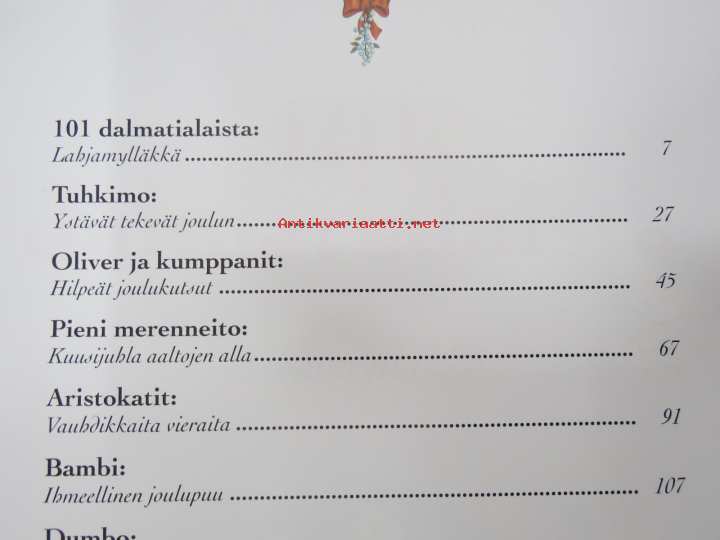 101 dalmatialaista:
Lahjamylläkkä ........................................ 7
Tuhkimo:
Ystävät tekevät joulun ........................................ 27
Antikvariaatti.net
Oliver ja kumppanit:
Hilpeät joulukutsut ........................................ 45
Pieni merenneito:
Kuusijuhla aaltojen alla ........................................ 67
Aristokatit:
Vauhdikkaita vieraita ........................................ 91
Bambi:
Ihmeellinen joulupuu ........................................ 107
Dumbo: